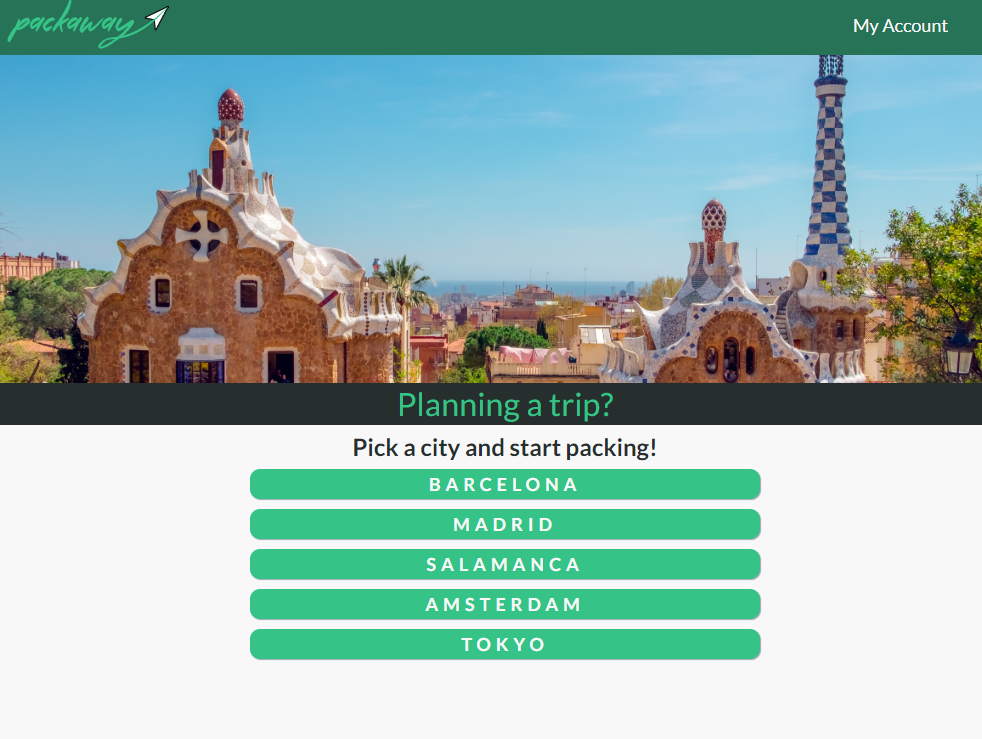 packaway
My Account
Planning a trip?
Pick a city and start packing!
BARCELONA
MADRID
SALAMANCA
AMSTERDAM
TOKYO